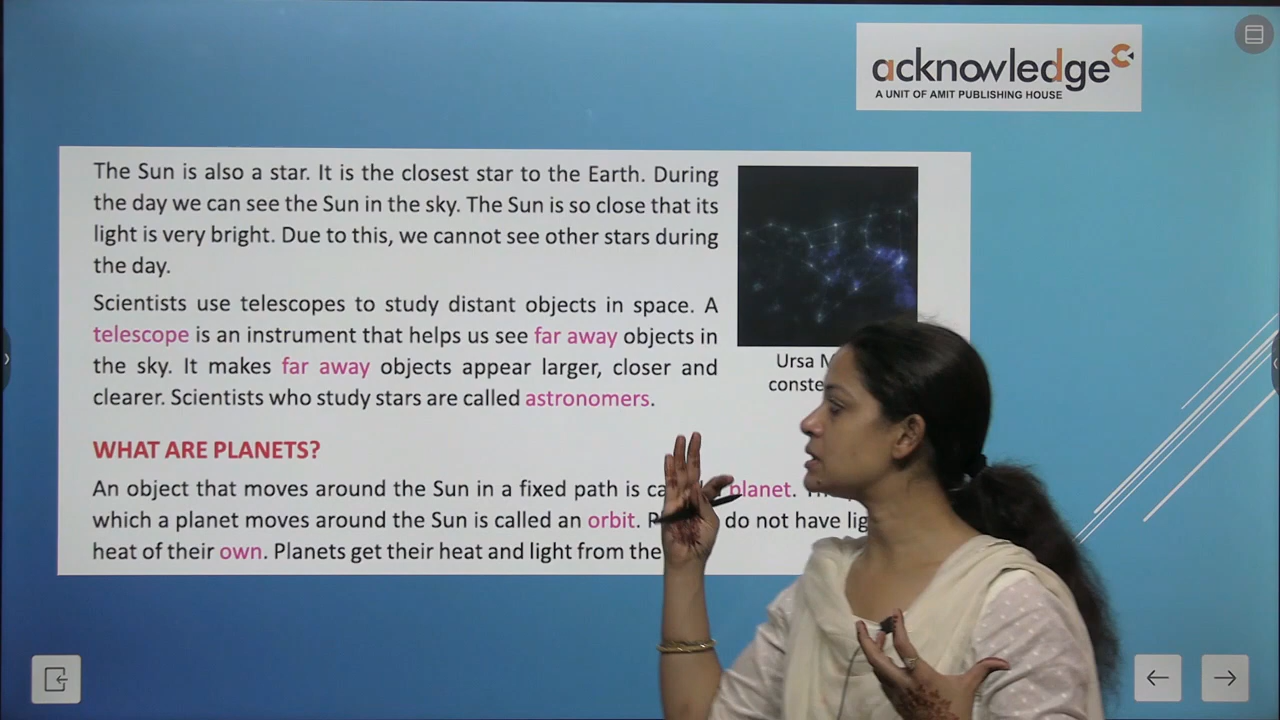 acknowledge
A UNIT OF AMIT PUBLISHING HOUSE
The Sun is also a star. It is the closest star to the Earth. During
the day we can see the Sun in the sky. The Sun is so close that its
light is very bright. Due to this, we cannot see other stars during
the day.
Scientists use telescopes to study distant objects in space. A
telescope is an instrument that helps us see far away objects in
the sky. It makes far away objects appear larger, closer and
clearer. Scientists who study stars are called astronomers.
Ursa
WHAT ARE PLANETS?
An object that moves around the Sun in a fixed path is planet.
which a planet moves around the Sun is called an orbit. do not have
heat of their own. Planets get their heat and light from the